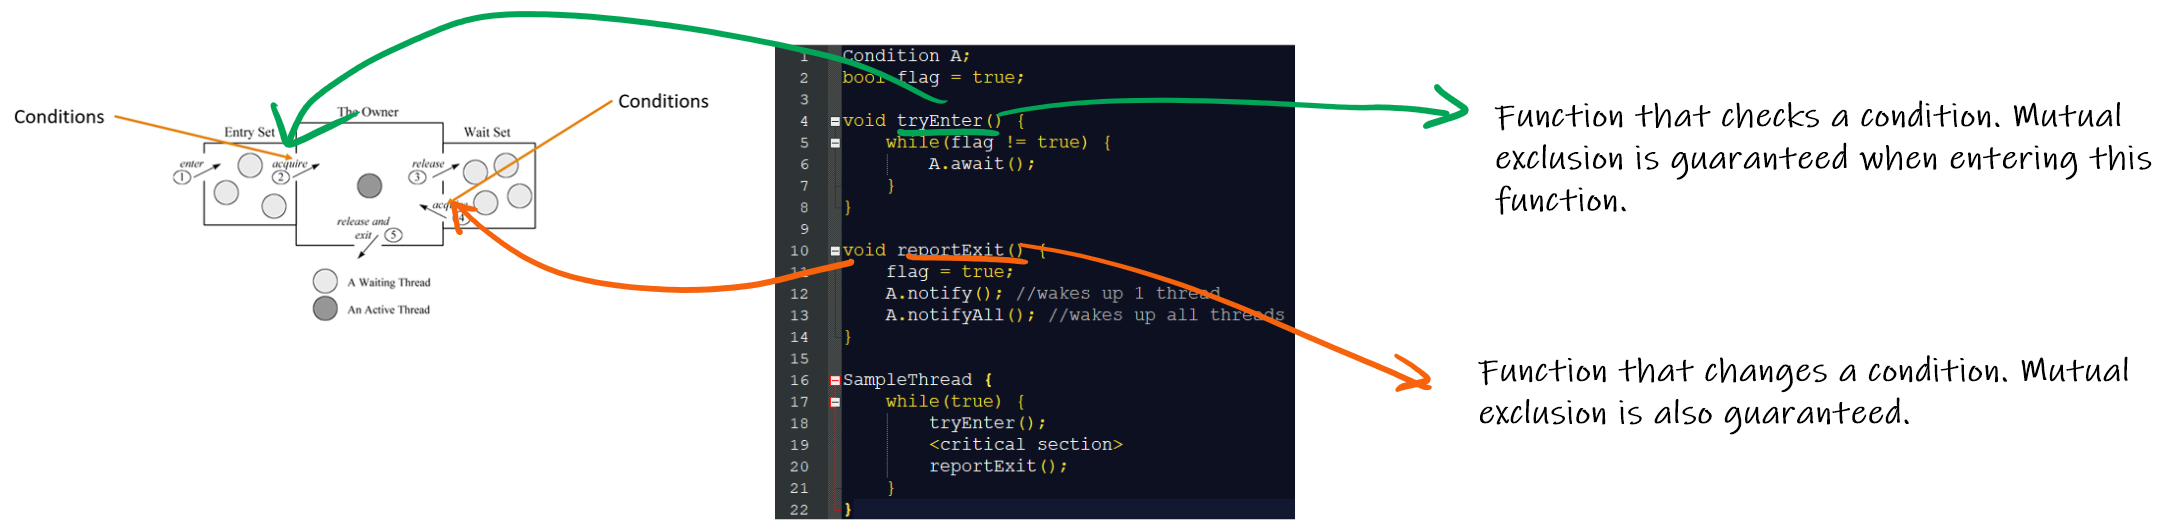 Conditions
The Owner
Conditions
Entry Set
Wait Set
enter
1
acquire
2
release
3
4
release and
exit
5
A Waiting Thread
An Active Thread
1 Condition A;
2 bool flag = true;
3
4 void tryEnter() {
5 while(flag != true) {
6 A.await();
7 }
8 }
9
10 void reportExit() {
11 flag = true;
12 A.notify(); //wakes up 1 thread
13 A.notifyAll(); //wakes up all threads
14 }
15
16 SampleThread {
17 while(true) {
18 tryEnter();
19 <critical section>
20 reportExit();
21 }
22 }
Function that checks a condition. Mutual
exclusion is guaranteed when entering this
function.
Function that changes a condition. Mutual
exclusion is also guaranteed.